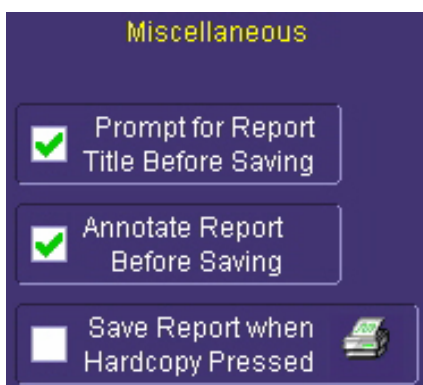 Miscellaneous
Prompt for Report
Title Before Saving
Annotate Report
Before Saving
Save Report when
Hardcopy Pressed